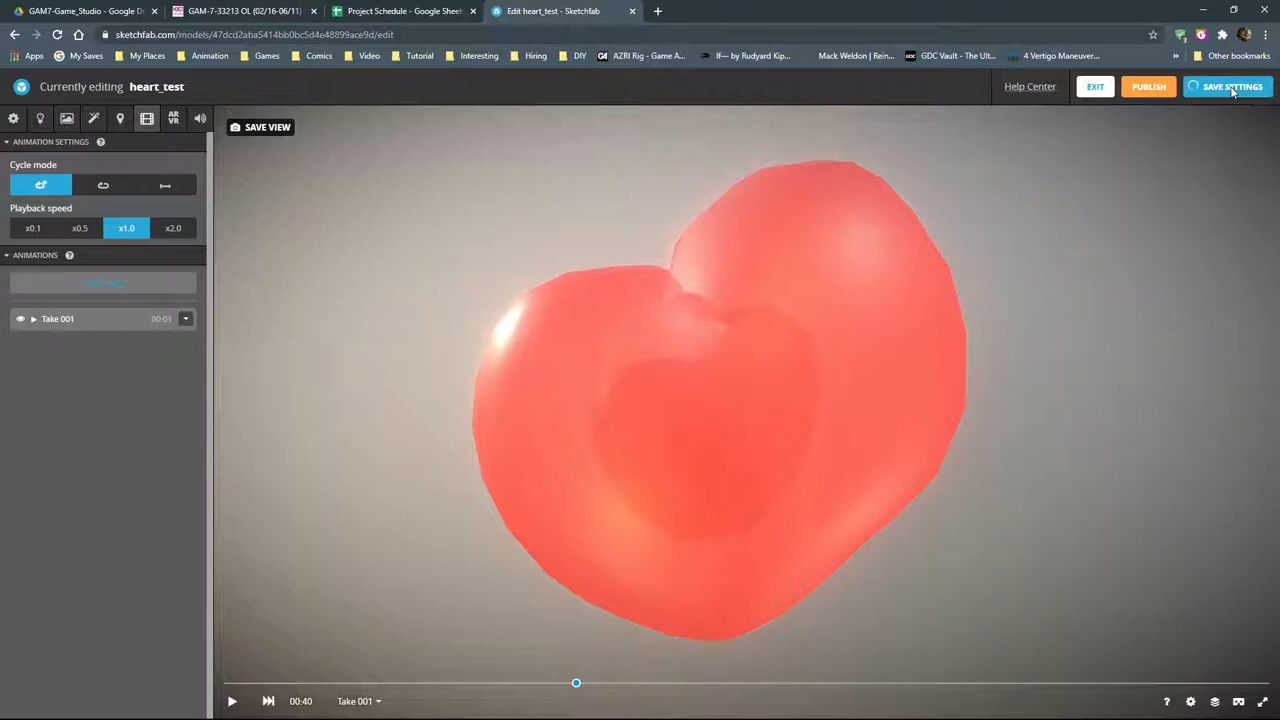 GAM7-Game_Studio - Google D
GAM-7-33213 OL (02/16-06/11)
Project Schedule - Google Sheet
Edit heart_test - Sketchfab
sketchfab.com/models/47dcd2aba5414bb0bc5d4e48899ace9d/edit
Apps
My Saves
My Places
Animation
Games
Comics
Video
Tutorial
Interesting
Hiring
DIY
AZRI Rig - Game A...
If— by Rudyard Kip...
Mack Weldon | Rein...
GDC Vault - The Ult...
4 Vertigo Maneuver...
»
Other bookmarks
Currently editing heart_test
Help Center
EXIT
PUBLISH
SAVE SETTINGS
AR
VR
SAVE VIEW
ANIMATION SETTINGS ?
Cycle mode
Playback speed
x0.1
x0.5
x1.0
x2.0
ANIMATIONS ?
Take 001
00:01
00:40
Take 001
?